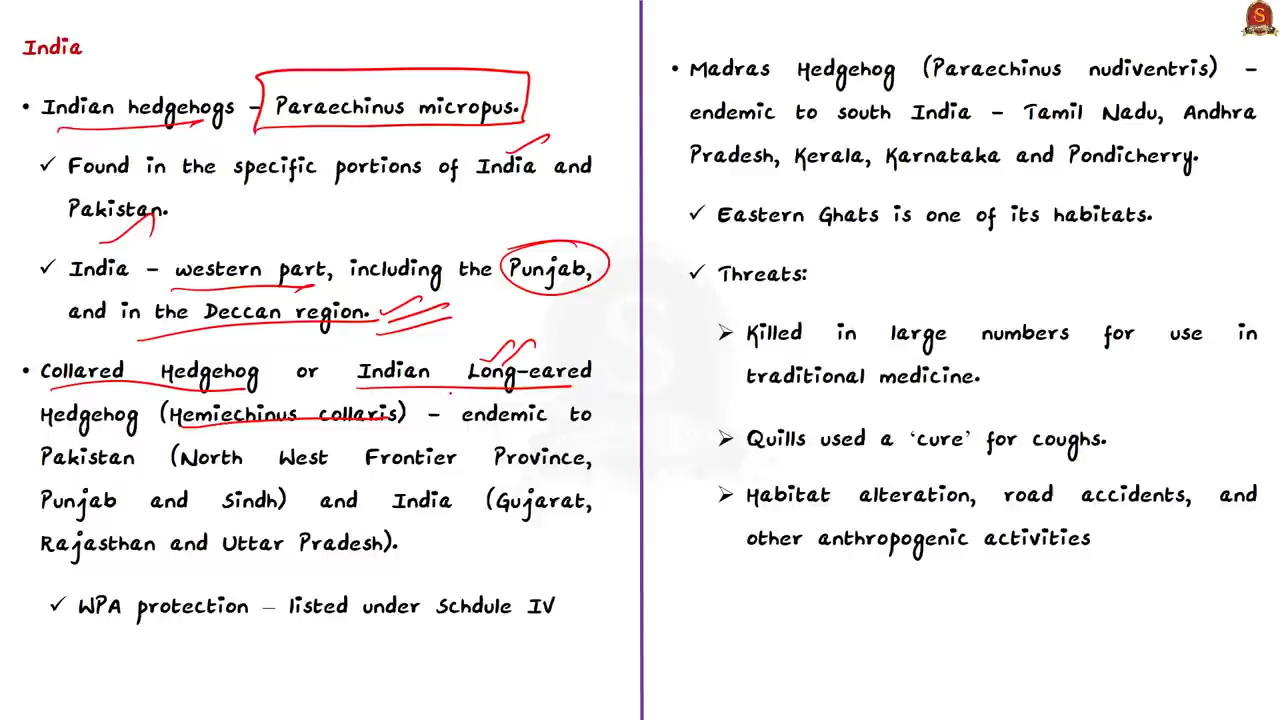 India
• Indian hedgehogs - Paraechinus micropus.
✓ Found in the specific portions of India and
Pakistan.
✓ India - western part, including the Punjab,
and in the Deccan region.
• Collared Hedgehog or Indian Long-eared
Hedgehog (Hemiechinus collaris) - endemic to
Pakistan (North West Frontier Province,
Punjab and Sindh) and India (Gujarat,
Rajasthan and Uttar Pradesh).
✓ WPA protection – listed under Schdule IV
• Madras Hedgehog (Paraechinus nudiventris) -
endemic to south India - Tamil Nadu, Andhra
Pradesh, Kerala, Karnataka and Pondicherry.
✓ Eastern Ghats is one of its habitats.
✓ Threats:
➢ Killed in large numbers for use in
traditional medicine.
➢ Quills used a ‘cure’ for coughs.
➢ Habitat alteration, road accidents, and
other anthropogenic activities